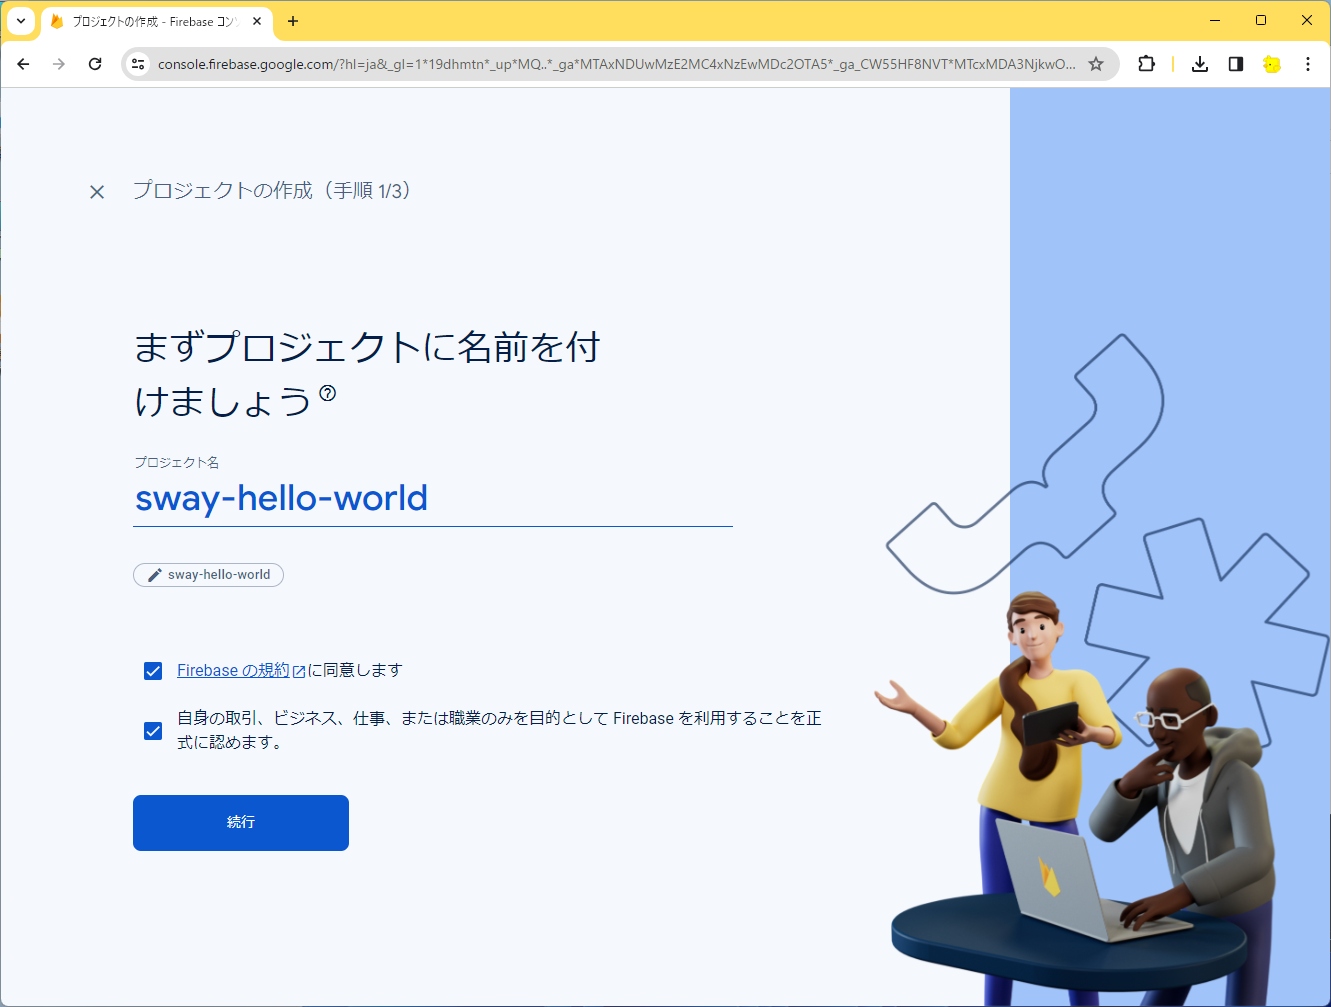 プロジェクトの作成 - Firebase コン
console.firebase.google.com/?hl=ja&_gl=1*19dhmtn*_up*MQ..*_ga*MTAxNDUwMzE2MC4xNzEwMDc2OTA5*_ga_CW55HF8NVT*MTcxMDA3NjkwO...
プロジェクトの作成（手順 1/3）
まずプロジェクトに名前を付
けましょう
プロジェクト名
sway-hello-world
sway-hello-world
Firebase の規約に同意します
自身の取引、ビジネス、仕事、または職業のみを目的として Firebase を利用することを正
式に認めます。
続行